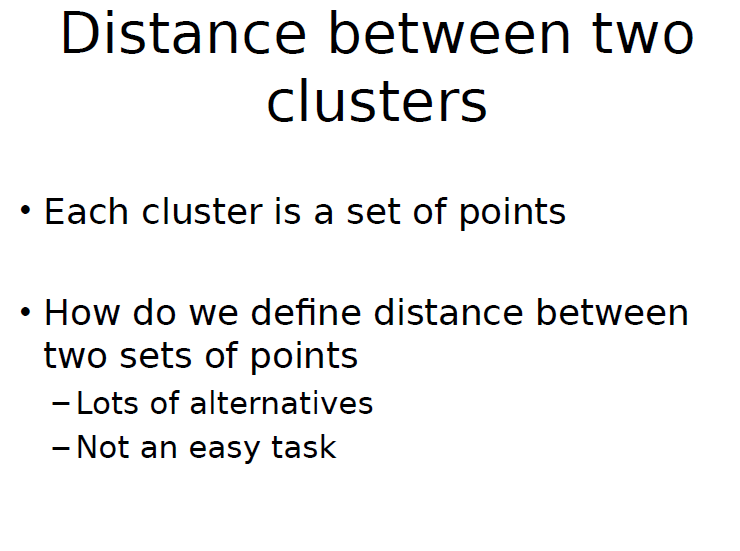 Distance between two
clusters
• Each cluster is a set of points
• How do we define distance between
two sets of points
– Lots of alternatives
– Not an easy task